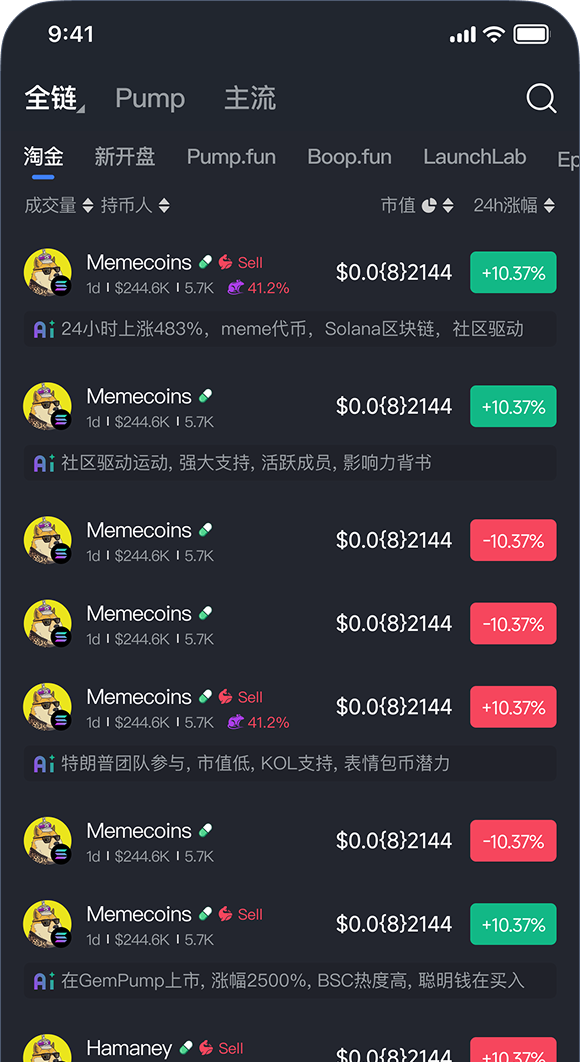 9:41
全链 Pump 主流
淘金 新开盘 Pump.fun Boop.fun LaunchLab Ep
成交量 持币人 市值 24h涨幅
Memecoins Sell $0.0{8}2144 +10.37%
1d $244.6K 5.7K 41.2%
Ai 24小时上涨483%，meme代币，Solana区块链，社区驱动
Memecoins $0.0{8}2144 +10.37%
1d $244.6K 5.7K
Ai 社区驱动运动, 强大支持, 活跃成员, 影响力背书
Memecoins $0.0{8}2144 -10.37%
1d $244.6K 5.7K
Memecoins $0.0{8}2144 -10.37%
1d $244.6K 5.7K
Memecoins Sell $0.0{8}2144 +10.37%
1d $244.6K 5.7K 41.2%
Ai 特朗普团队参与, 市值低, KOL支持, 表情包币潜力
Memecoins $0.0{8}2144 -10.37%
1d $244.6K 5.7K
Memecoins Sell $0.0{8}2144 +10.37%
1d $244.6K 5.7K
Ai 在GemPump上市, 涨幅2500%, BSC热度高, 聪明钱在买入
Hamaney Sell $0.0{8}2144 +10.37%